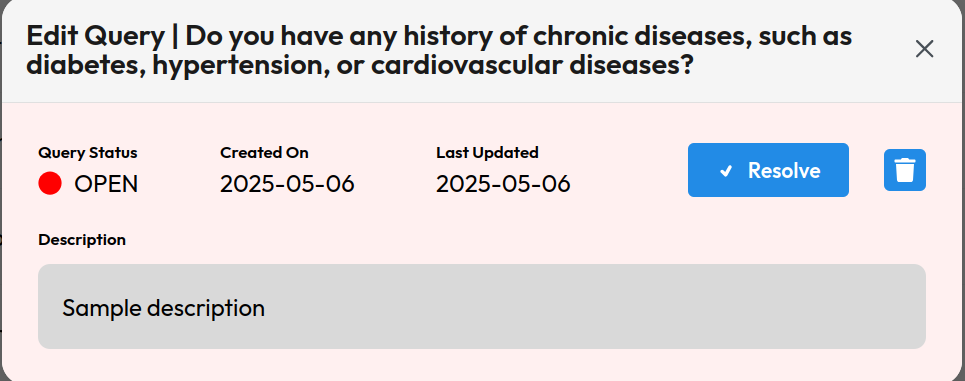 Edit Query | Do you have any history of chronic diseases, such as
diabetes, hypertension, or cardiovascular diseases?
Query Status
Created On
Last Updated
OPEN
2025-05-06
2025-05-06
Resolve
Description
Sample description